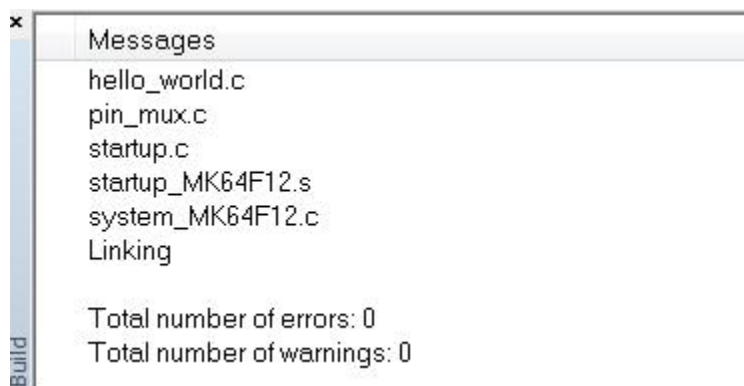 Messages
hello_world.c
pin_mux.c
startup.c
startup_MK64F12.s
system_MK64F12.c
Linking
Total number of errors: 0
Total number of warnings: 0
Build